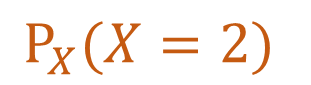 P_X(X = 2)